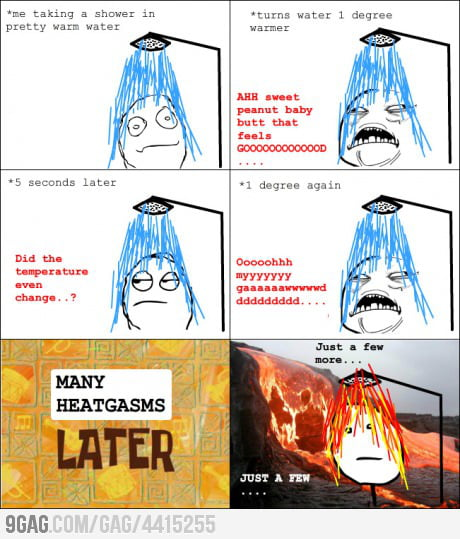 *me taking a shower in
pretty warm water
*turns water 1 degree
warmer
AHH sweet
peanut baby
butt that
feels
GOOOOOOOOOOOOD
....
*5 seconds later
Did the
temperature
even
change..?
*1 degree again
Ooooohhh
myyyyyyy
gaaaaaawwwwwd
ddddddddd....
MANY
HEATGASMS
LATER
Just a few
more...
JUST A FEW
....
9GAG.COM/GAG/4415255